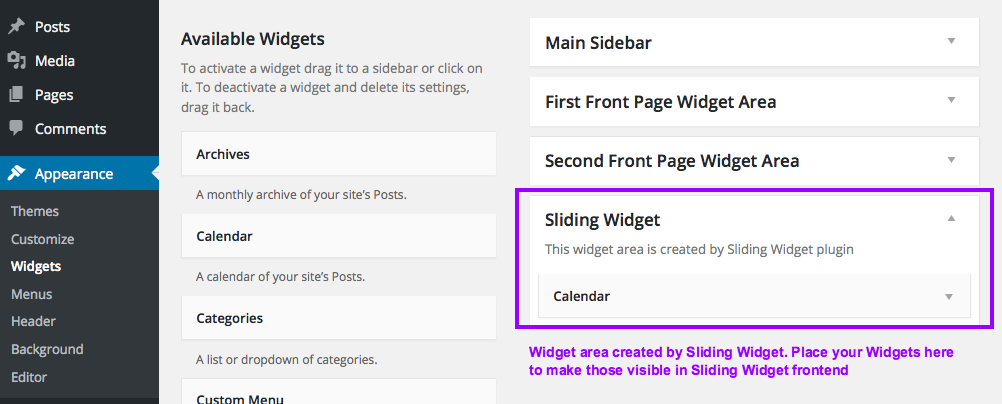 Posts
Media
Pages
Comments
Appearance
Themes
Customize
Widgets
Menus
Header
Background
Editor
Available Widgets
To activate a widget drag it to a sidebar or click on
it. To deactivate a widget and delete its settings,
drag it back.
Archives
A monthly archive of your site's Posts.
Calendar
A calendar of your site's Posts.
Categories
A list or dropdown of categories.
Custom Menu
Main Sidebar
First Front Page Widget Area
Second Front Page Widget Area
Sliding Widget
This widget area is created by Sliding Widget plugin
Calendar
Widget area created by Sliding Widget. Place your Widgets here
to make those visible in Sliding Widget frontend